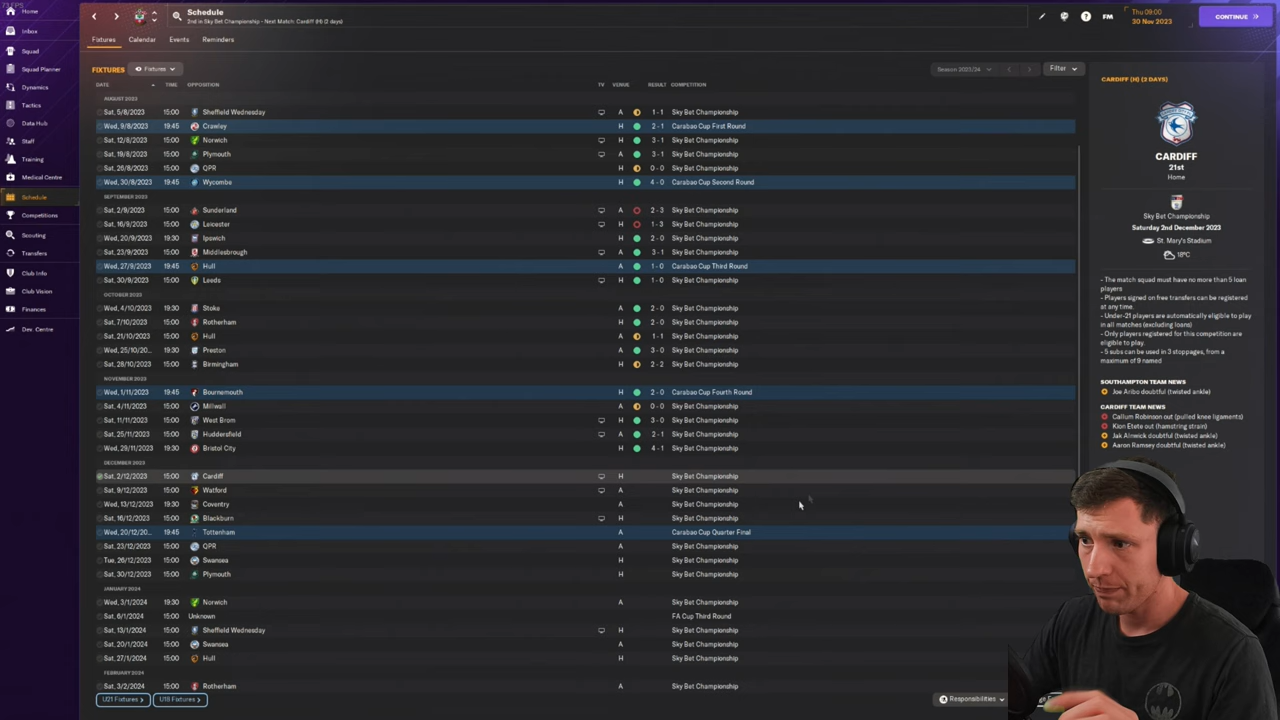 Home
Inbox
Squad
Squad Planner
Dynamics
Tactics
Data Hub
Staff
Training
Medical Centre
Schedule
Competitions
Scouting
Transfers
Club Info
Club Vision
Finances
Dev. Centre
Schedule
2nd in Sky Bet Championship - Next Match: Cardiff (H) (2 days)
FM
Thu 09:00
30 Nov 2023
CONTINUE
Fixtures Calendar Events Reminders
FIXTURES Fixtures Season 2023/24 Filter
DATE TIME OPPOSITION TV VENUE RESULT COMPETITION
AUGUST 2023
Sat, 5/8/2023 15:00 Sheffield Wednesday A 1 - 1 Sky Bet Championship
Wed, 9/8/2023 19:45 Crawley H 2 - 1 Carabao Cup First Round
Sat, 12/8/2023 15:00 Norwich H 3 - 1 Sky Bet Championship
Sat, 19/8/2023 15:00 Plymouth A 3 - 1 Sky Bet Championship
Sat, 26/8/2023 15:00 QPR H 0 - 0 Sky Bet Championship
Wed, 30/8/2023 19:45 Wycombe H 4 - 0 Carabao Cup Second Round
SEPTEMBER 2023
Sat, 2/9/2023 15:00 Sunderland A 2 - 3 Sky Bet Championship
Sat, 16/9/2023 15:00 Leicester H 1 - 3 Sky Bet Championship
Wed, 20/9/2023 19:30 Ipswich H 2 - 0 Sky Bet Championship
Sat, 23/9/2023 15:00 Middlesbrough A 3 - 1 Sky Bet Championship
Wed, 27/9/2023 19:45 Hull A 1 - 0 Carabao Cup Third Round
Sat, 30/9/2023 15:00 Leeds H 1 - 0 Sky Bet Championship
OCTOBER 2023
Wed, 4/10/2023 19:30 Stoke A 2 - 0 Sky Bet Championship
Sat, 7/10/2023 15:00 Rotherham H 2 - 0 Sky Bet Championship
Sat, 21/10/2023 15:00 Hull A 1 - 1 Sky Bet Championship
Wed, 25/10/20... 19:30 Preston A 3 - 0 Sky Bet Championship
Sat, 28/10/2023 15:00 Birmingham H 2 - 2 Sky Bet Championship
NOVEMBER 2023
Wed, 1/11/2023 19:45 Bournemouth H 2 - 0 Carabao Cup Fourth Round
Sat, 4/11/2023 15:00 Millwall A 0 - 0 Sky Bet Championship
Sat, 11/11/2023 15:00 West Brom H 3 - 0 Sky Bet Championship
Sat, 25/11/2023 15:00 Huddersfield A 2 - 1 Sky Bet Championship
Wed, 29/11/2023 19:30 Bristol City H 4 - 1 Sky Bet Championship
DECEMBER 2023
Sat, 2/12/2023 15:00 Cardiff H Sky Bet Championship
Sat, 9/12/2023 15:00 Watford A Sky Bet Championship
Wed, 13/12/2023 19:30 Coventry A Sky Bet Championship
Sat, 16/12/2023 15:00 Blackburn H Sky Bet Championship
Wed, 20/12/20... 19:45 Tottenham A Carabao Cup Quarter Final
Sat, 23/12/2023 15:00 QPR A Sky Bet Championship
Tue, 26/12/2023 15:00 Swansea H Sky Bet Championship
Sat, 30/12/2023 15:00 Plymouth H Sky Bet Championship
JANUARY 2024
Wed, 3/1/2024 19:30 Norwich A Sky Bet Championship
Sat, 6/1/2024 15:00 Unknown FA Cup Third Round
Sat, 13/1/2024 15:00 Sheffield Wednesday H Sky Bet Championship
Sat, 20/1/2024 15:00 Swansea A Sky Bet Championship
Sat, 27/1/2024 15:00 Hull H Sky Bet Championship
FEBRUARY 2024
Sat, 3/2/2024 15:00 Rotherham A Sky Bet Championship
U21 Fixtures > U18 Fixtures > Responsibilities
CARDIFF (H) (2 DAYS)
CARDIFF
21st
Home
Sky Bet Championship
Saturday 2nd December 2023
St. Mary's Stadium
18°C
- The match squad must have no more than 5 loan
players
- Players signed on free transfers can be registered
at any time.
- Under-21 players are automatically eligible to play
in all matches (excluding loans)
- Only players registered for this competition are
eligible to play.
- 5 subs can be used in 3 stoppages, from a
maximum of 9 named
SOUTHAMPTON TEAM NEWS
Joe Aribo doubtful (twisted ankle)
CARDIFF TEAM NEWS
Callum Robinson out (pulled knee ligaments)
Kion Etete out (hamstring strain)
Jak Alnwick doubtful (twisted ankle)
Aaron Ramsey doubtful (twisted ankle)